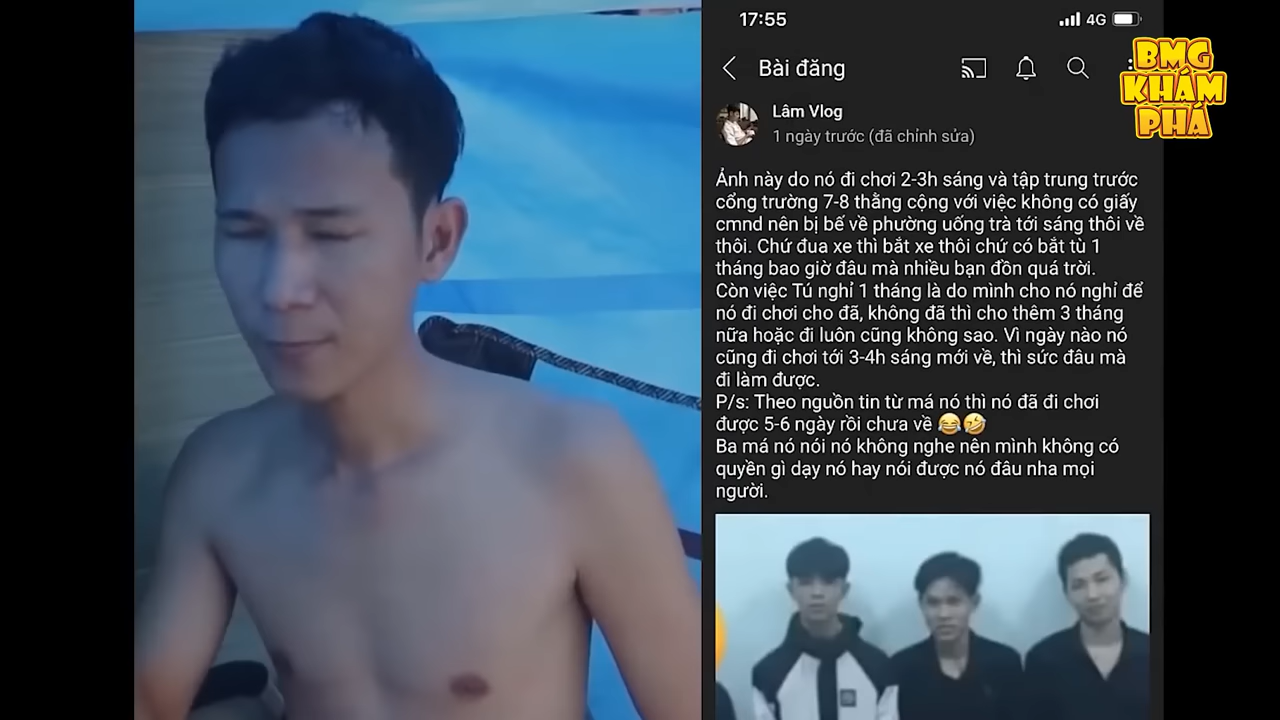 17:55
4G
Bài đăng
BMG
KHÁM
PHÁ
Lâm Vlog
1 ngày trước (đã chỉnh sửa)
Ảnh này do nó đi chơi 2-3h sáng và tập trung trước
cổng trường 7-8 thằng cộng với việc không có giấy
cmnd nên bị bế về phường uống trà tới sáng thôi về
thôi. Chứ đua xe thì bắt xe thôi chứ có bắt tù 1
tháng bao giờ đâu mà nhiều bạn đồn quá trời.
Còn việc Tú nghỉ 1 tháng là do mình cho nó nghỉ để
nó đi chơi cho đã, không đã thì cho thêm 3 tháng
nữa hoặc đi luôn cũng không sao. Vì ngày nào nó
cũng đi chơi tới 3-4h sáng mới về, thì sức đâu mà
đi làm được.
P/s: Theo nguồn tin từ má nó thì nó đã đi chơi
được 5-6 ngày rồi chưa về 😂🤣
Ba má nó nói nó không nghe nên mình không có
quyền gì dạy nó hay nói được nó đâu nha mọi
người.